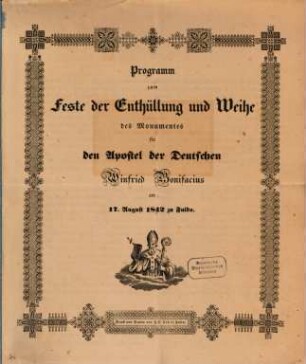 Programm
zum
Feste der Enthüllung und Weihe
des Monumentes
für
den Apostel der Deutschen
Winfried Bonifacius
am
17. August 1842 zu Fulda.